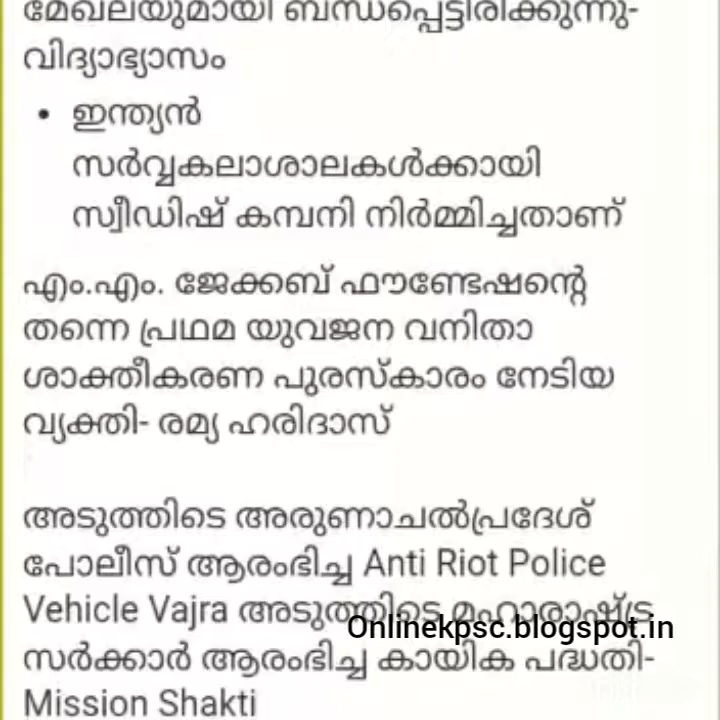 മേഖലയുമായി ബന്ധപ്പെട്ടിരിക്കുന്നു-
വിദ്യാഭ്യാസം
• ഇന്ത്യൻ
സർവ്വകലാശാലകൾക്കായി
സ്വീഡിഷ് കമ്പനി നിർമ്മിച്ചതാണ്
എം.എം. ജേക്കബ് ഫൗണ്ടേഷന്റെ
തന്നെ പ്രഥമ യുവജന വനിതാ
ശാക്തീകരണ പുരസ്കാരം നേടിയ
വ്യക്തി- രമ്യ ഹരിദാസ്
അടുത്തിടെ അരുണാചൽപ്രദേശ്
പോലീസ് ആരംഭിച്ച Anti Riot Police
Vehicle Vajra അടുത്തിടെ മഹാരാഷ്ട്ര
Onlinekpsc.blogspot.in
സർക്കാർ ആരംഭിച്ച കായിക പദ്ധതി-
Mission Shakti